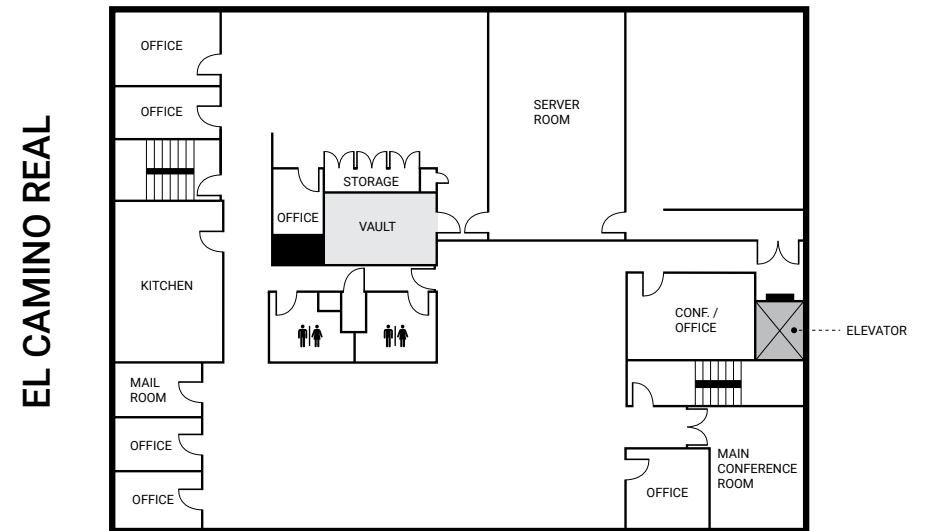 EL CAMINO REAL
OFFICE
OFFICE
SERVER
ROOM
STORAGE
OFFICE
VAULT
KITCHEN
CONF. /
OFFICE
ELEVATOR
MAIL
ROOM
OFFICE
MAIN
CONFERENCE
ROOM
OFFICE
OFFICE